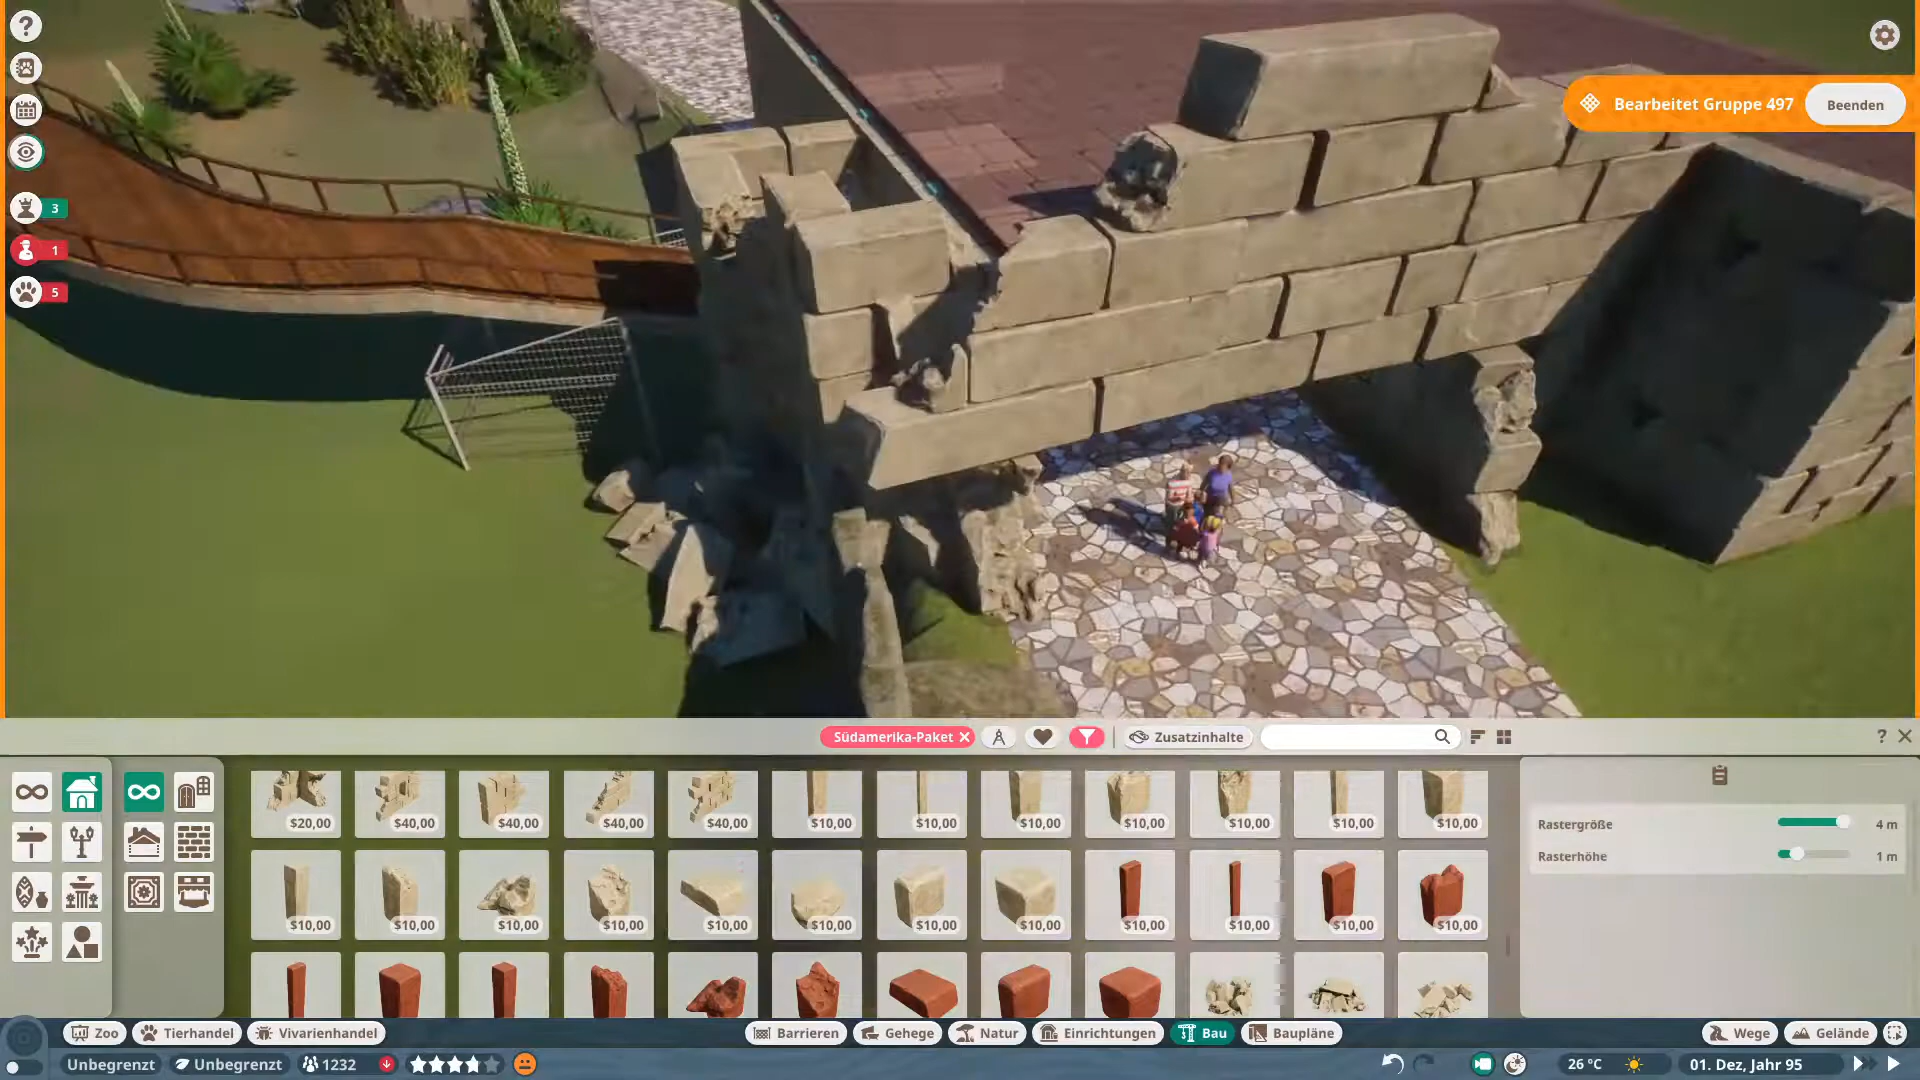 ?
Bearbeitet Gruppe 497
Beenden
3
1
5
Südamerika-Paket
Zusatzinhalte
?
$20,00 $40,00 $40,00 $40,00 $40,00 $10,00 $10,00 $10,00 $10,00 $10,00 $10,00 $10,00
Rastergröße 4 m
Rasterhöhe 1 m
$10,00 $10,00 $10,00 $10,00 $10,00 $10,00 $10,00 $10,00 $10,00 $10,00 $10,00 $10,00
Zoo Tierhandel Vivarienhandel Barrieren Gehege Natur Einrichtungen Bau Baupläne Wege Gelände
Unbegrenzt Unbegrenzt 1232 26 °C 01. Dez, Jahr 95